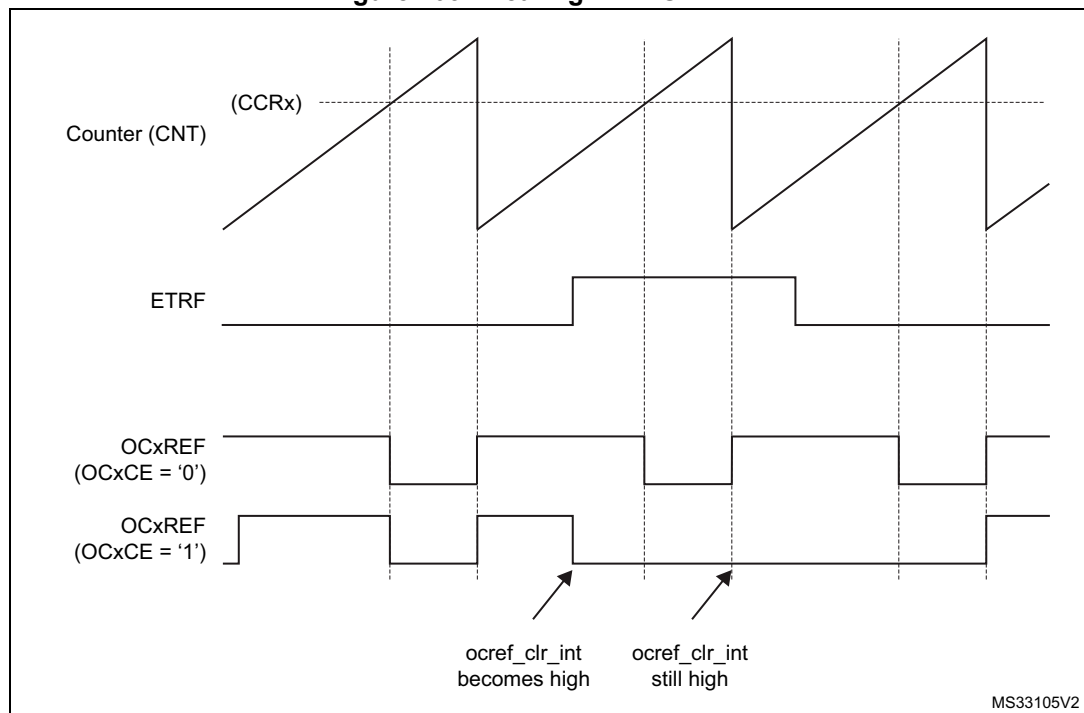 (CCRx)
Counter (CNT)
ETRF
OCxREF
(OCxCE = ‘0’)
OCxREF
(OCxCE = ‘1’)
ocref_clr_int
becomes high
ocref_clr_int
still high
MS33105V2